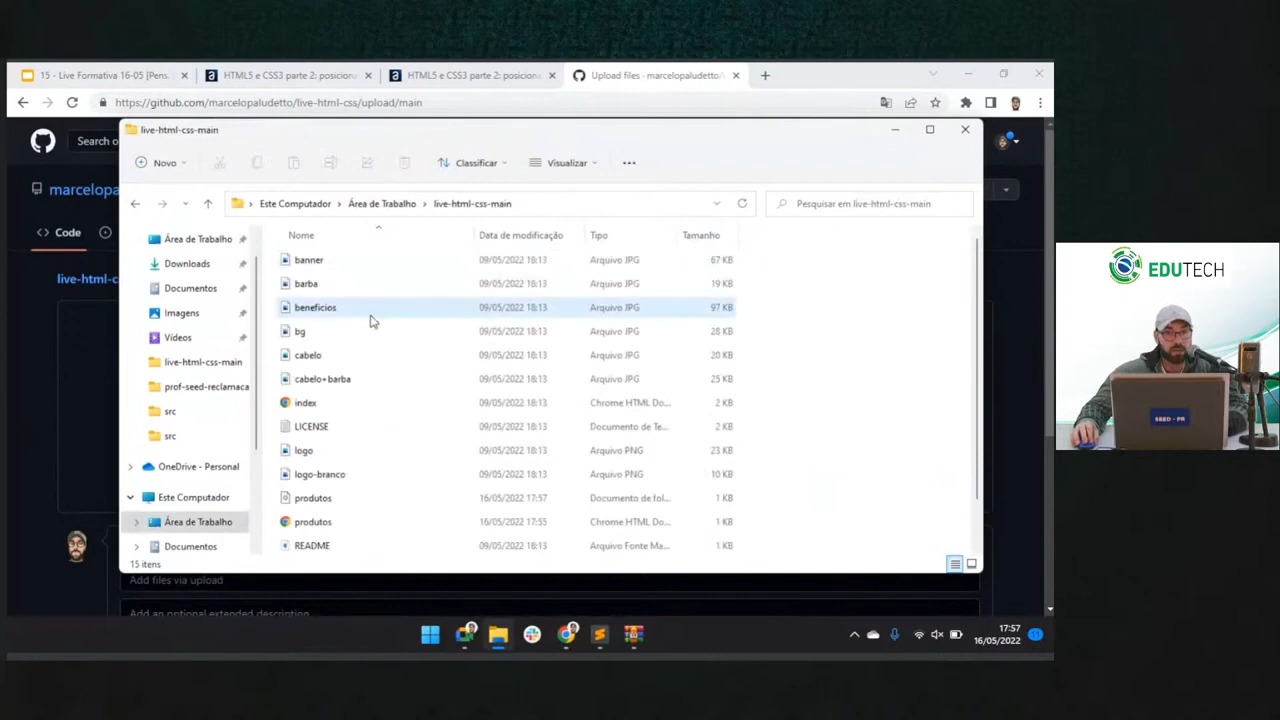 15 - Live Formativa 16-05 [Pens
HTML5 e CSS3 parte 2: posicion
HTML5 e CSS3 parte 2: posicion
Upload files · marcelopaludetto/
https://github.com/marcelopaludetto/live-html-css/upload/main
live-html-css-main
Search o
Novo
Classificar
Visualizar
marcelopa
Este Computador
Área de Trabalho
live-html-css-main
Pesquisar em live-html-css-main
Code
Nome
Data de modificação
Tipo
Tamanho
Área de Trabalho
Downloads
Documentos
Imagens
Vídeos
live-html-css-main
prof-seed-reclamaca
src
src
OneDrive - Personal
Este Computador
Área de Trabalho
Documentos
live-html-c
banner 09/05/2022 18:13 Arquivo JPG 67 KB
barba 09/05/2022 18:13 Arquivo JPG 19 KB
beneficios 09/05/2022 18:13 Arquivo JPG 97 KB
bg 09/05/2022 18:13 Arquivo JPG 28 KB
cabelo 09/05/2022 18:13 Arquivo JPG 20 KB
cabelo+barba 09/05/2022 18:13 Arquivo JPG 25 KB
index 09/05/2022 18:13 Chrome HTML Do... 2 KB
LICENSE 09/05/2022 18:13 Documento de Te... 2 KB
logo 09/05/2022 18:13 Arquivo PNG 23 KB
logo-branco 09/05/2022 18:13 Arquivo PNG 10 KB
produtos 16/05/2022 17:57 Documento de fol... 1 KB
produtos 16/05/2022 17:55 Chrome HTML Do... 1 KB
README 09/05/2022 18:13 Arquivo Fonte Ma... 1 KB
15 itens
Add files via upload
Add an optional extended description...
17:57
16/05/2022
11
EDUTECH
SEED - PR